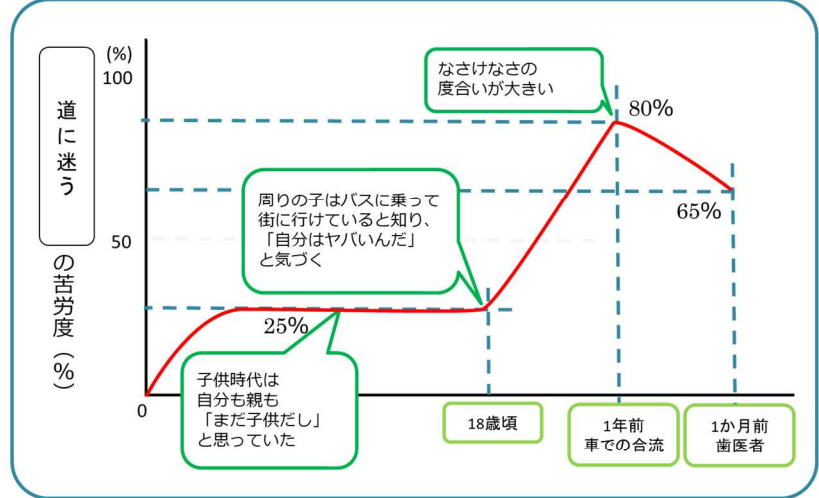 (%)
100
50
0
道に迷う
の苦労度(%)
なさけなさの
度合いが大きい
80%
周りの子はバスに乗って
街に行けていると知り、
「自分はヤバいんだ」
と気づく
65%
25%
子供時代は
自分も親も
「まだ子供だし」
と思っていた
18歳頃
1年前
車での合流
1か月前
歯医者